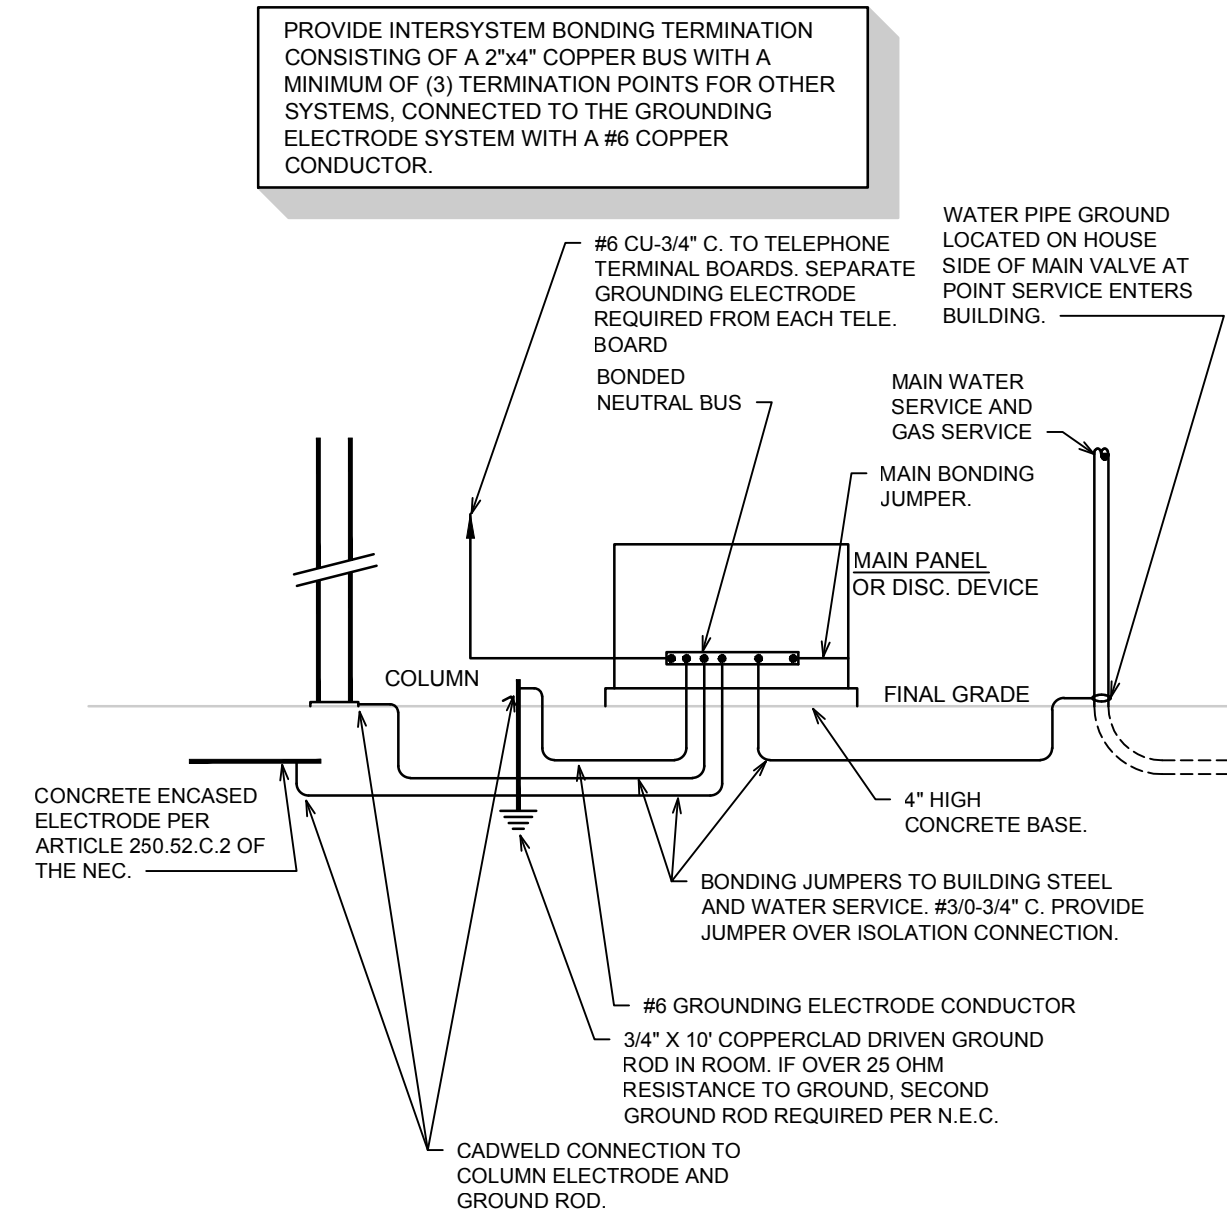 PROVIDE INTERSYSTEM BONDING TERMINATION
CONSISTING OF A 2"x4" COPPER BUS WITH A
MINIMUM OF (3) TERMINATION POINTS FOR OTHER
SYSTEMS, CONNECTED TO THE GROUNDING
ELECTRODE SYSTEM WITH A #6 COPPER
CONDUCTOR.
WATER PIPE GROUND
LOCATED ON HOUSE
SIDE OF MAIN VALVE AT
POINT SERVICE ENTERS
BUILDING.
#6 CU-3/4" C. TO TELEPHONE
TERMINAL BOARDS. SEPARATE
GROUNDING ELECTRODE
REQUIRED FROM EACH TELE.
BOARD
BONDED
NEUTRAL BUS
MAIN WATER
SERVICE AND
GAS SERVICE
MAIN BONDING
JUMPER.
MAIN PANEL
OR DISC. DEVICE
COLUMN
FINAL GRADE
CONCRETE ENCASED
ELECTRODE PER
ARTICLE 250.52.C.2 OF
THE NEC.
4" HIGH
CONCRETE BASE.
BONDING JUMPERS TO BUILDING STEEL
AND WATER SERVICE. #3/0-3/4" C. PROVIDE
JUMPER OVER ISOLATION CONNECTION.
#6 GROUNDING ELECTRODE CONDUCTOR
3/4" X 10' COPPERCLAD DRIVEN GROUND
ROD IN ROOM. IF OVER 25 OHM
RESISTANCE TO GROUND, SECOND
GROUND ROD REQUIRED PER N.E.C.
CADWELD CONNECTION TO
COLUMN ELECTRODE AND
GROUND ROD.